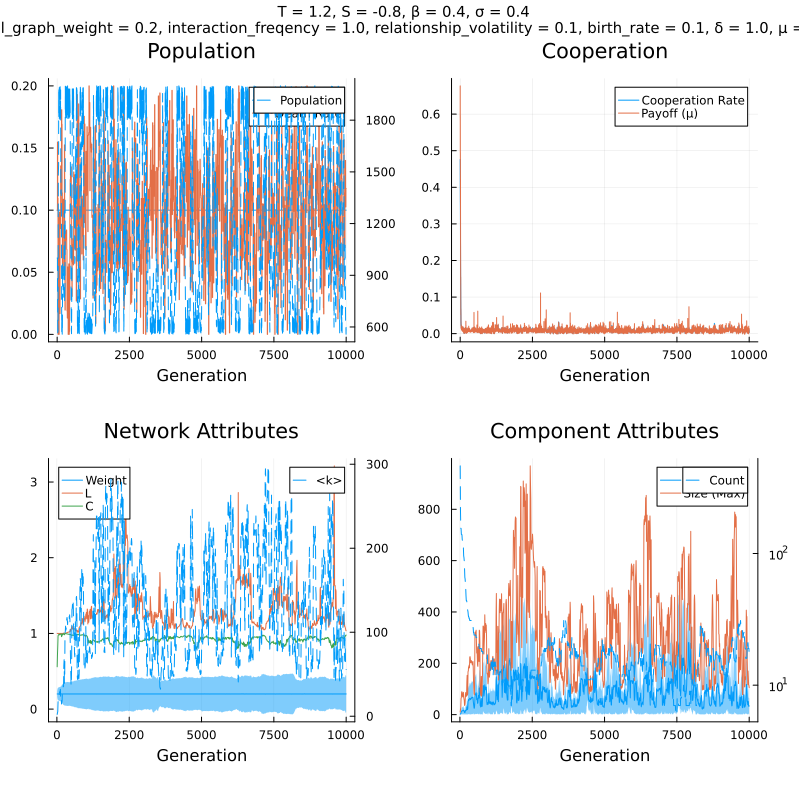 T = 1.2, S = -0.8, β = 0.4, σ = 0.4
l_graph_weight = 0.2, interaction_freqency = 1.0, relationship_volatility = 0.1, birth_rate = 0.1, δ = 1.0, μ =
Population Cooperation
0.20
0.15
0.10
0.05
0.00
1800
1500
1200
900
600
Population
0 2500 5000 7500 10000
Generation
0.6
0.5
0.4
0.3
0.2
0.1
0.0
Cooperation Rate
Payoff (μ)
0 2500 5000 7500 10000
Generation
Network Attributes Component Attributes
3
2
1
0
Weight
L
C
<k>
300
200
100
0
0 2500 5000 7500 10000
Generation
800
600
400
200
0
Count
Size (Max)
10²
10¹
0 2500 5000 7500 10000
Generation